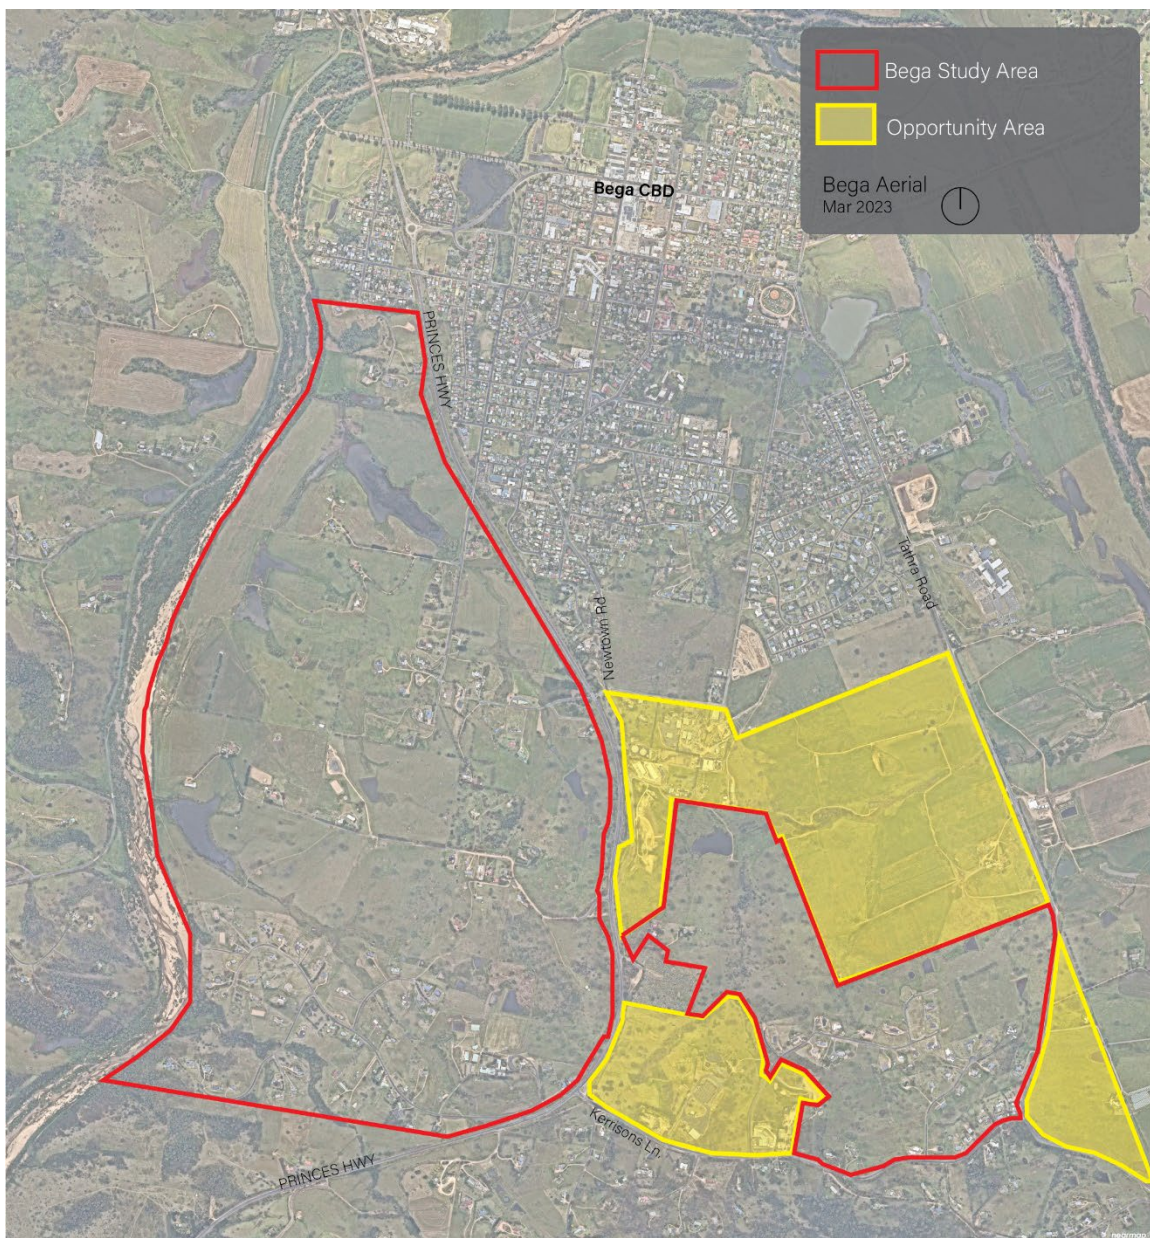 Bega Study Area
Opportunity Area
Bega Aerial
Mar 2023
Bega CBD
PRINCES HWY
Tathra Road
Newtown Rd
Kerrisons Ln.
PRINCES HWY
nearmap